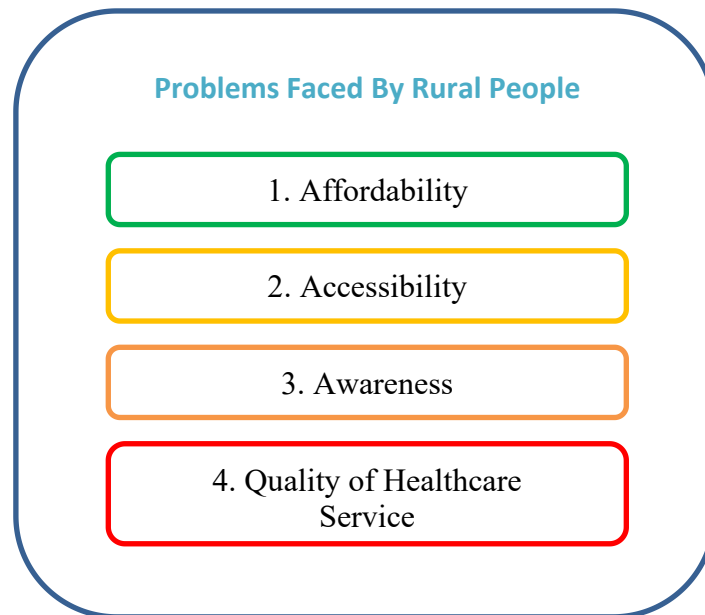 Problems Faced By Rural People
1. Affordability
2. Accessibility
3. Awareness
4. Quality of Healthcare
Service